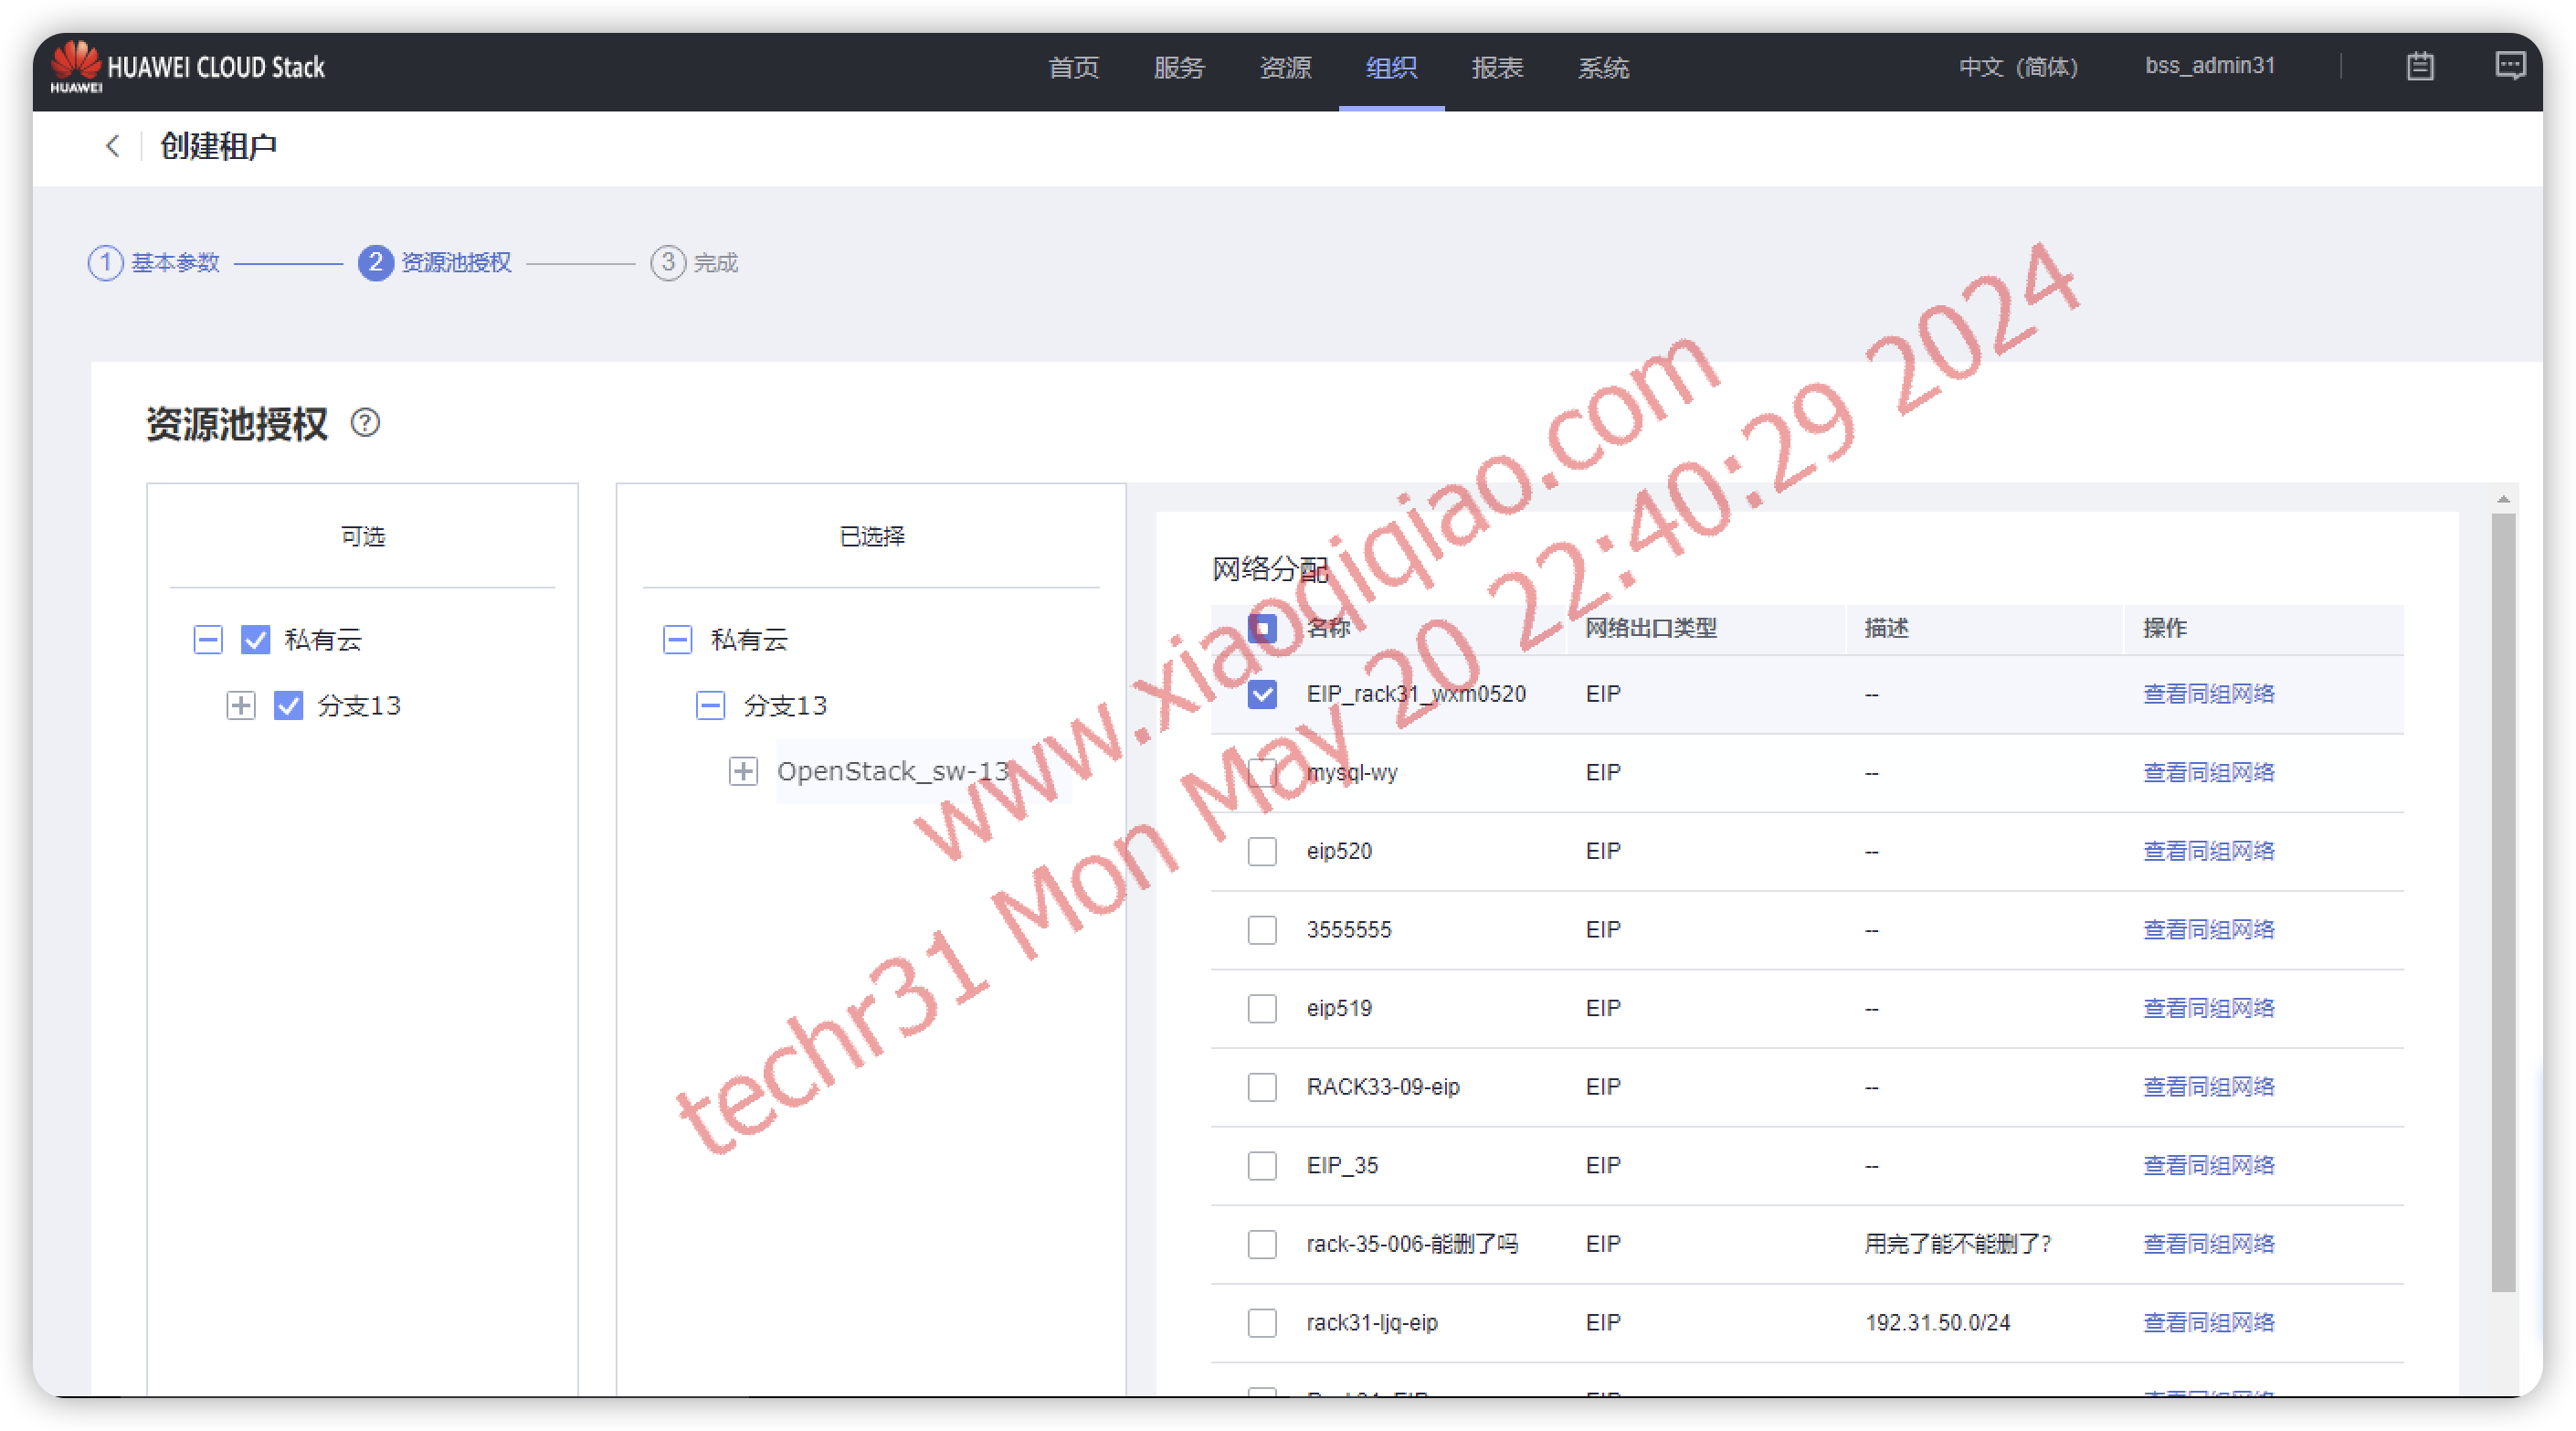 HUAWEI
HUAWEI CLOUD Stack
首页 服务 资源 组织 报表 系统
中文（简体） bss_admin31
创建租户
1 基本参数 2 资源池授权 3 完成
资源池授权 ?
可选
私有云
分支13
已选择
私有云
分支13
OpenStack_sw-13
网络分配
名称 网络出口类型 描述 操作
EIP_rack31_wxm0520 EIP -- 查看同组网络
mysql-wy EIP -- 查看同组网络
eip520 EIP -- 查看同组网络
3555555 EIP -- 查看同组网络
eip519 EIP -- 查看同组网络
RACK33-09-eip EIP -- 查看同组网络
EIP_35 EIP -- 查看同组网络
rack-35-006-能删了吗 EIP 用完了能不能删了? 查看同组网络
rack31-ljq-eip EIP 192.31.50.0/24 查看同组网络
www.xiaoqiqiao.com
techr31 Mon May 20 22:40:29 2024